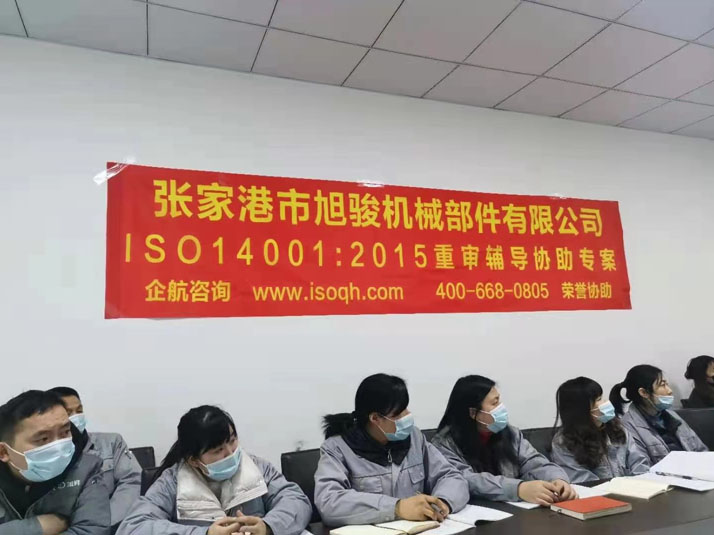 张家港市旭骏机械部件有限公司
ISO14001:2015重审辅导协助专案
企航咨询 www.isoqh.com 400-668-0805 荣誉协助